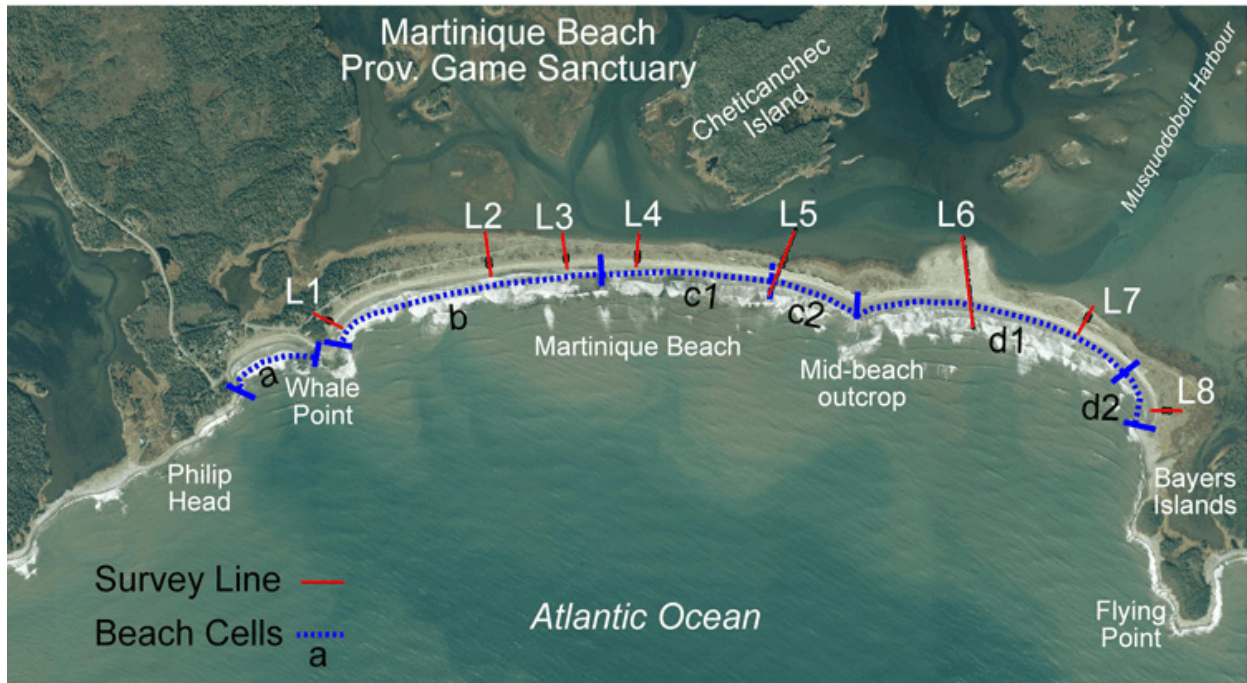 Martinique Beach
Prov. Game Sanctuary
Cheticanchec
Island
Musquodoboit Harbour
L1
L2
L3
L4
L5
L6
L7
L8
a
b
c1
c2
d1
d2
Whale
Point
Martinique Beach
Mid-beach
outcrop
Philip
Head
Bayers
Islands
Flying
Point
Atlantic Ocean
Survey Line
Beach Cells
a